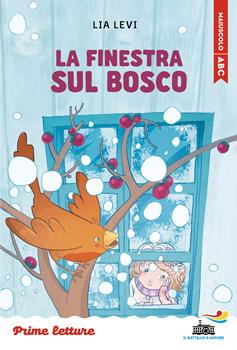 LIA LEVI
LA FINESTRA
SUL BOSCO
MAIUSCOLO
ABC
Prime letture
IL BATTELLO A VAPORE